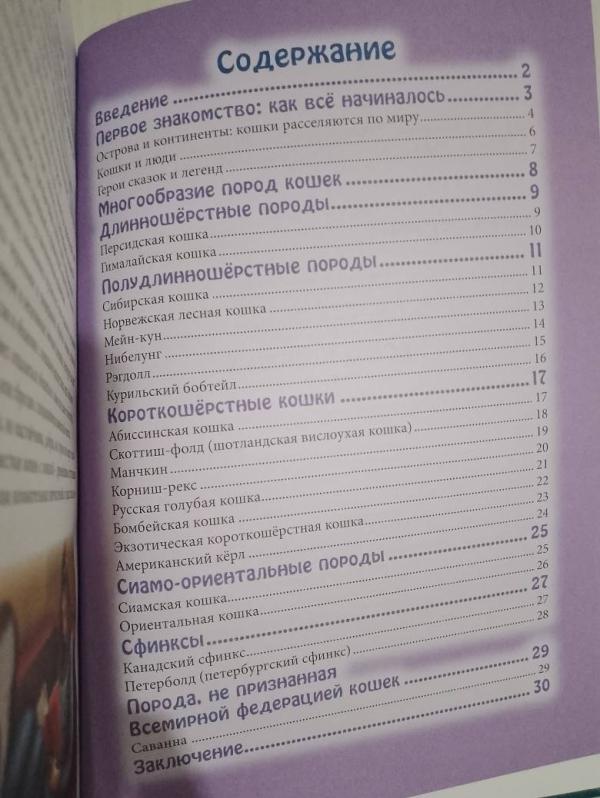 Содержание
Введение 2
Первое знакомство: как всё начиналось 3
Острова и континенты: кошки расселяются по миру 4
Кошки и люди 6
Герои сказок и легенд 7
Многообразие пород кошек 8
Длинношёрстные породы 9
Персидская кошка 9
Гималайская кошка 10
Полудлинношёрстные породы 11
Сибирская кошка 11
Норвежская лесная кошка 12
Мейн-кун 13
Нибелунг 14
Рэгдолл 15
Курильский бобтейл 16
Короткошёрстные кошки 17
Абиссинская кошка 17
Скоттиш-фолд (шотландская вислоухая кошка) 18
Манчкин 19
Корниш-рекс 20
Русская голубая кошка 21
Бомбейская кошка 22
Экзотическая короткошёрстная кошка 23
Американский кёрл 24
Сиамо-ориентальные породы 25
Сиамская кошка 25
Ориентальная кошка 26
Сфинксы 27
Канадский сфинкс 27
Петерболд (петербургский сфинкс) 28
Порода, не признанная
Всемирной федерацией кошек 29
Саванна 29
Заключение 30